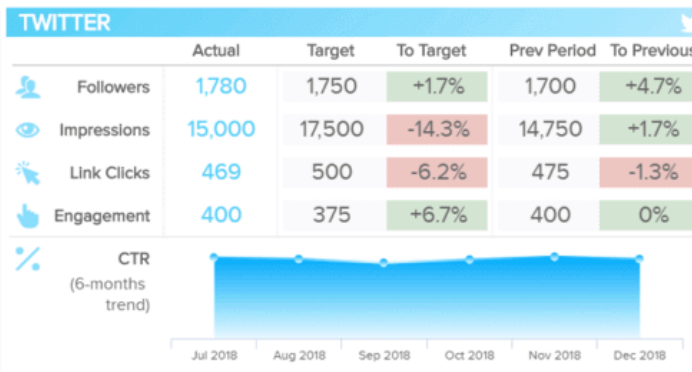 TWITTER
Actual Target To Target Prev Period To Previous
Followers 1,780 1,750 +1.7% 1,700 +4.7%
Impressions 15,000 17,500 -14.3% 14,750 +1.7%
Link Clicks 469 500 -6.2% 475 -1.3%
Engagement 400 375 +6.7% 400 0%
CTR
(6-months
trend)
Jul 2018 Aug 2018 Sep 2018 Oct 2018 Nov 2018 Dec 2018